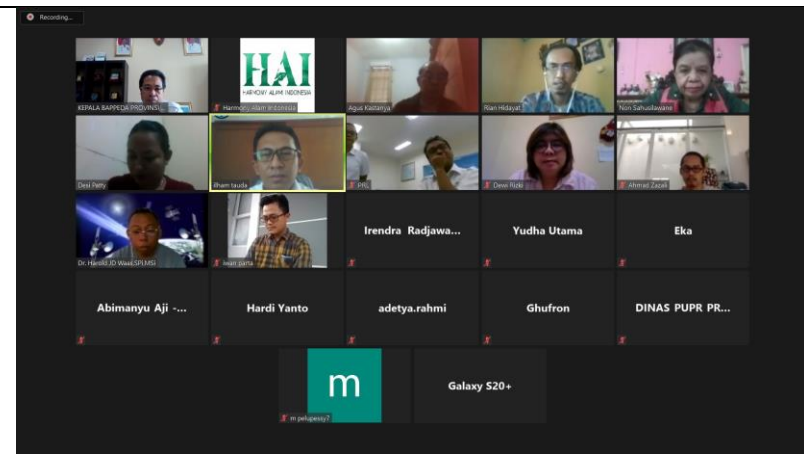 Recording...
KEPALA BAPPEDA PROVINSI...
HAI
HARMONY ALAM INDONESIA
Harmony Alam Indonesia
Agus Kastanya
Rian Hidayat
Non Sahusilawane
Desi Patty
ilham tauda
PRL
Dewi Rizki
Ahmad Zazali
Dr. Harold JD Waas,SPi,MSi
iwan parta
Irendra Radjawa...
Yudha Utama
Eka
Abimanyu Aji -...
Hardi Yanto
adetya.rahmi
Ghufron
DINAS PUPR PR...
m
m pelupessy7
Galaxy S20+